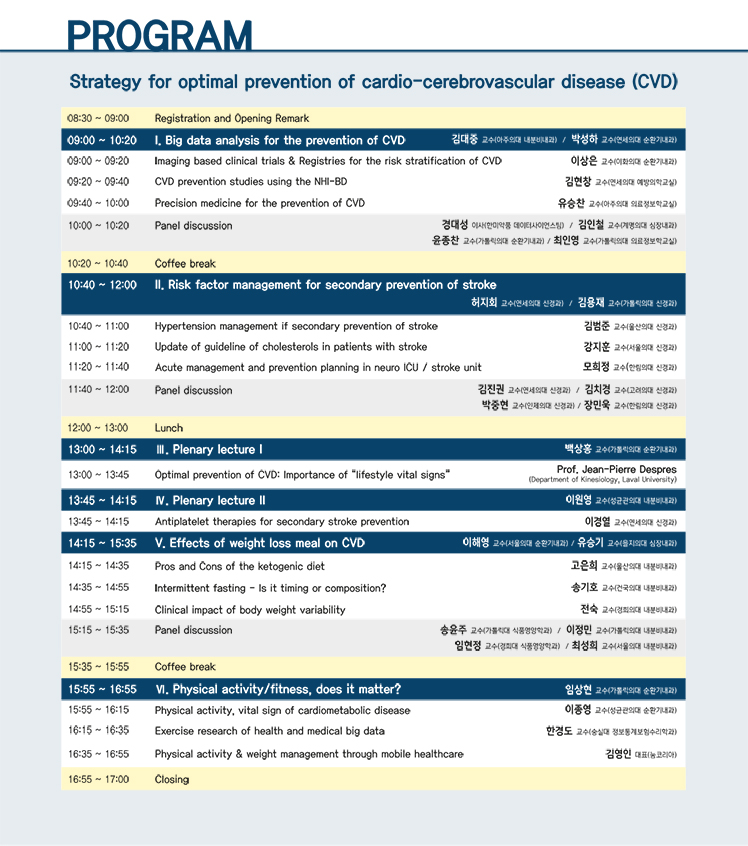 PROGRAM
Strategy for optimal prevention of cardio-cerebrovascular disease (CVD)
08:30 ~ 09:00 Registration and Opening Remark
09:00 ~ 10:20 I. Big data analysis for the prevention of CVD 김대중 교수(아주의대 내분비내과) / 박성하 교수(연세의대 순환기내과)
09:00 ~ 09:20 Imaging based clinical trials & Registries for the risk stratification of CVD 이상은 교수(이화의대 순환기내과)
09:20 ~ 09:40 CVD prevention studies using the NHI-BD 김현창 교수(연세의대 예방의학교실)
09:40 ~ 10:00 Precision medicine for the prevention of CVD 유승찬 교수(아주의대 의료정보학교실)
10:00 ~ 10:20 Panel discussion 경대성 이사(한미약품 데이터사이언스팀) / 김인철 교수(계명의대 심장내과)
윤종찬 교수(가톨릭의대 순환기내과) / 최인영 교수(가톨릭의대 의료정보학교실)
10:20 ~ 10:40 Coffee break
10:40 ~ 12:00 II. Risk factor management for secondary prevention of stroke
허지회 교수(연세의대 신경과) / 김용재 교수(가톨릭의대 신경과)
10:40 ~ 11:00 Hypertension management if secondary prevention of stroke 김범준 교수(울산의대 신경과)
11:00 ~ 11:20 Update of guideline of cholesterols in patients with stroke 강지훈 교수(서울의대 신경과)
11:20 ~ 11:40 Acute management and prevention planning in neuro ICU / stroke unit 모희정 교수(한림의대 신경과)
11:40 ~ 12:00 Panel discussion 김진권 교수(연세의대 신경과) / 김치경 교수(고려의대 신경과)
박중현 교수(인제의대 신경과) / 장민욱 교수(한림의대 신경과)
12:00 ~ 13:00 Lunch
13:00 ~ 14:15 III. Plenary lecture I 백상홍 교수(가톨릭의대 순환기내과)
13:00 ~ 13:45 Optimal prevention of CVD: Importance of "lifestyle vital signs" Prof. Jean-Pierre Despres
(Department of Kinesiology, Laval University)
13:45 ~ 14:15 IV. Plenary lecture II 이원영 교수(성균관의대 내분비내과)
13:45 ~ 14:15 Antiplatelet therapies for secondary stroke prevention 이경열 교수(연세의대 신경과)
14:15 ~ 15:35 V. Effects of weight loss meal on CVD 이해영 교수(서울의대 순환기내과) / 유승기 교수(을지의대 심장내과)
14:15 ~ 14:35 Pros and Cons of the ketogenic diet 고은희 교수(울산의대 내분비내과)
14:35 ~ 14:55 Intermittent fasting - Is it timing or composition? 송기호 교수(건국의대 내분비내과)
14:55 ~ 15:15 Clinical impact of body weight variability 전숙 교수(경희의대 내분비내과)
15:15 ~ 15:35 Panel discussion 송윤주 교수(가톨릭대 식품영양학과) / 이정민 교수(가톨릭의대 내분비내과)
임현정 교수(경희대 식품영양학과) / 최성희 교수(서울의대 내분비내과)
15:35 ~ 15:55 Coffee break
15:55 ~ 16:55 VI. Physical activity/fitness, does it matter? 임상현 교수(가톨릭의대 순환기내과)
15:55 ~ 16:15 Physical activity, vital sign of cardiometabolic disease 이종영 교수(성균관의대 순환기내과)
16:15 ~ 16:35 Exercise research of health and medical big data 한경도 교수(숭실대 정보통계보험수리학과)
16:35 ~ 16:55 Physical activity & weight management through mobile healthcare 김영인 대표(눔코리아)
16:55 ~ 17:00 Closing